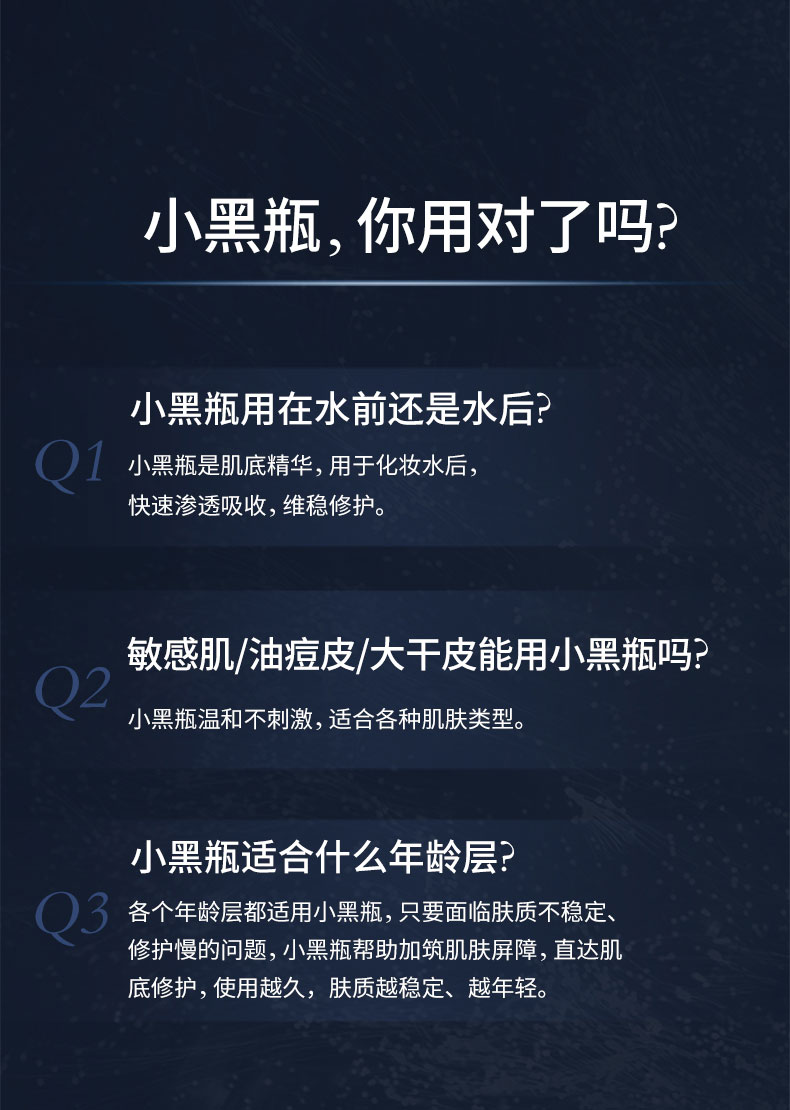 小黑瓶，你用对了吗?
Q1
小黑瓶用在水前还是水后?
小黑瓶是肌底精华，用于化妆水后，
快速渗透吸收，维稳修护。
Q2
敏感肌/油痘皮/大干皮能用小黑瓶吗?
小黑瓶温和不刺激，适合各种肌肤类型。
Q3
小黑瓶适合什么年龄层?
各个年龄层都适用小黑瓶，只要面临肤质不稳定、
修护慢的问题，小黑瓶帮助加筑肌肤屏障，直达肌
底修护，使用越久，肤质越稳定、越年轻。